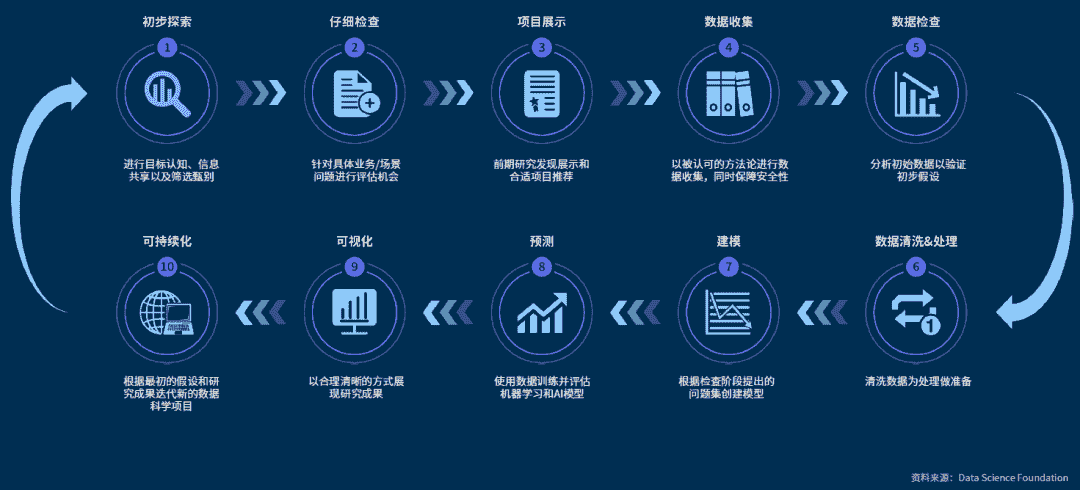 初步探索
1
进行目标认知、信息
共享以及筛选甄别
仔细检查
2
针对具体业务/场景
问题进行评估机会
项目展示
3
前期研究发现展示和
合适项目推荐
数据收集
4
以被认可的方法论进行数
据收集，同时保障安全性
数据检查
5
分析初始数据以验证
初步假设
数据清洗&处理
6
1
清洗数据为处理做准备
建模
7
根据检查阶段提出的
问题集创建模型
预测
8
使用数据训练并评估
机器学习和AI模型
可视化
9
以合理清晰的方式展
现研究成果
可持续化
10
根据最初的假设和研
究成果迭代新的数据
科学项目
资料来源：Data Science Foundation